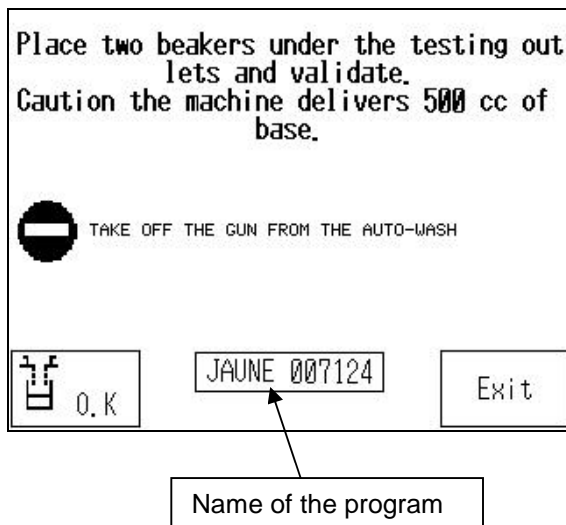 Place two beakers under the testing out
lets and validate.
Caution the machine delivers 500 cc of
base.
TAKE OFF THE GUN FROM THE AUTO-WASH
O.K
JAUNE 007124
Exit
Name of the program